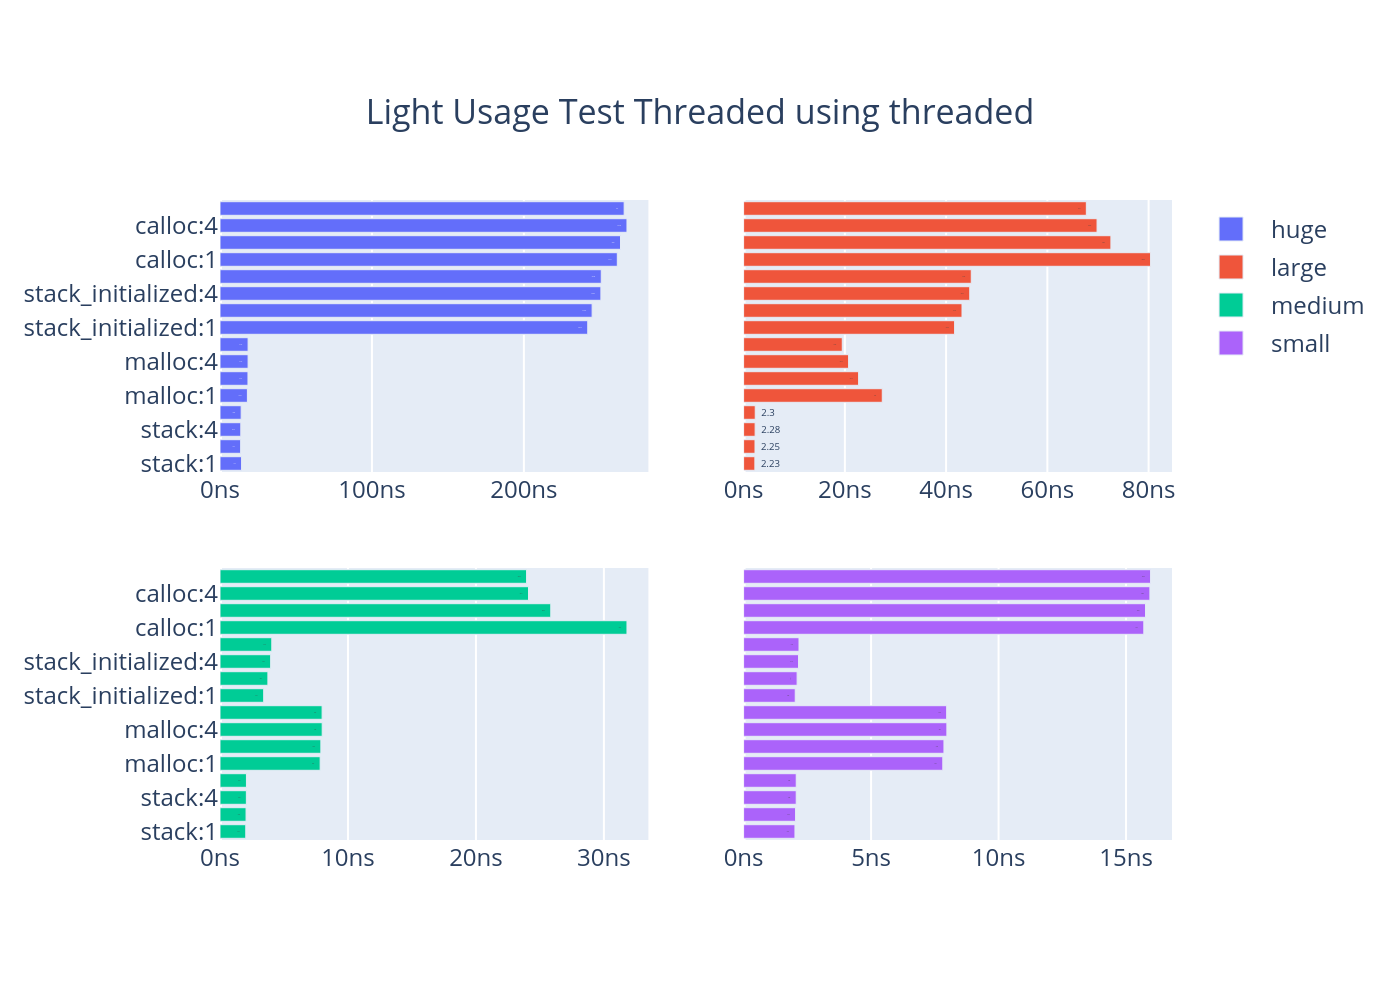 Light Usage Test Threaded using threaded
calloc:4
calloc:1
stack_initialized:4
stack_initialized:1
malloc:4
malloc:1
stack:4
stack:1
0ns 100ns 200ns
2.3
2.28
2.25
2.23
0ns 20ns 40ns 60ns 80ns
huge
large
medium
small
calloc:4
calloc:1
stack_initialized:4
stack_initialized:1
malloc:4
malloc:1
stack:4
stack:1
0ns 10ns 20ns 30ns
0ns 5ns 10ns 15ns